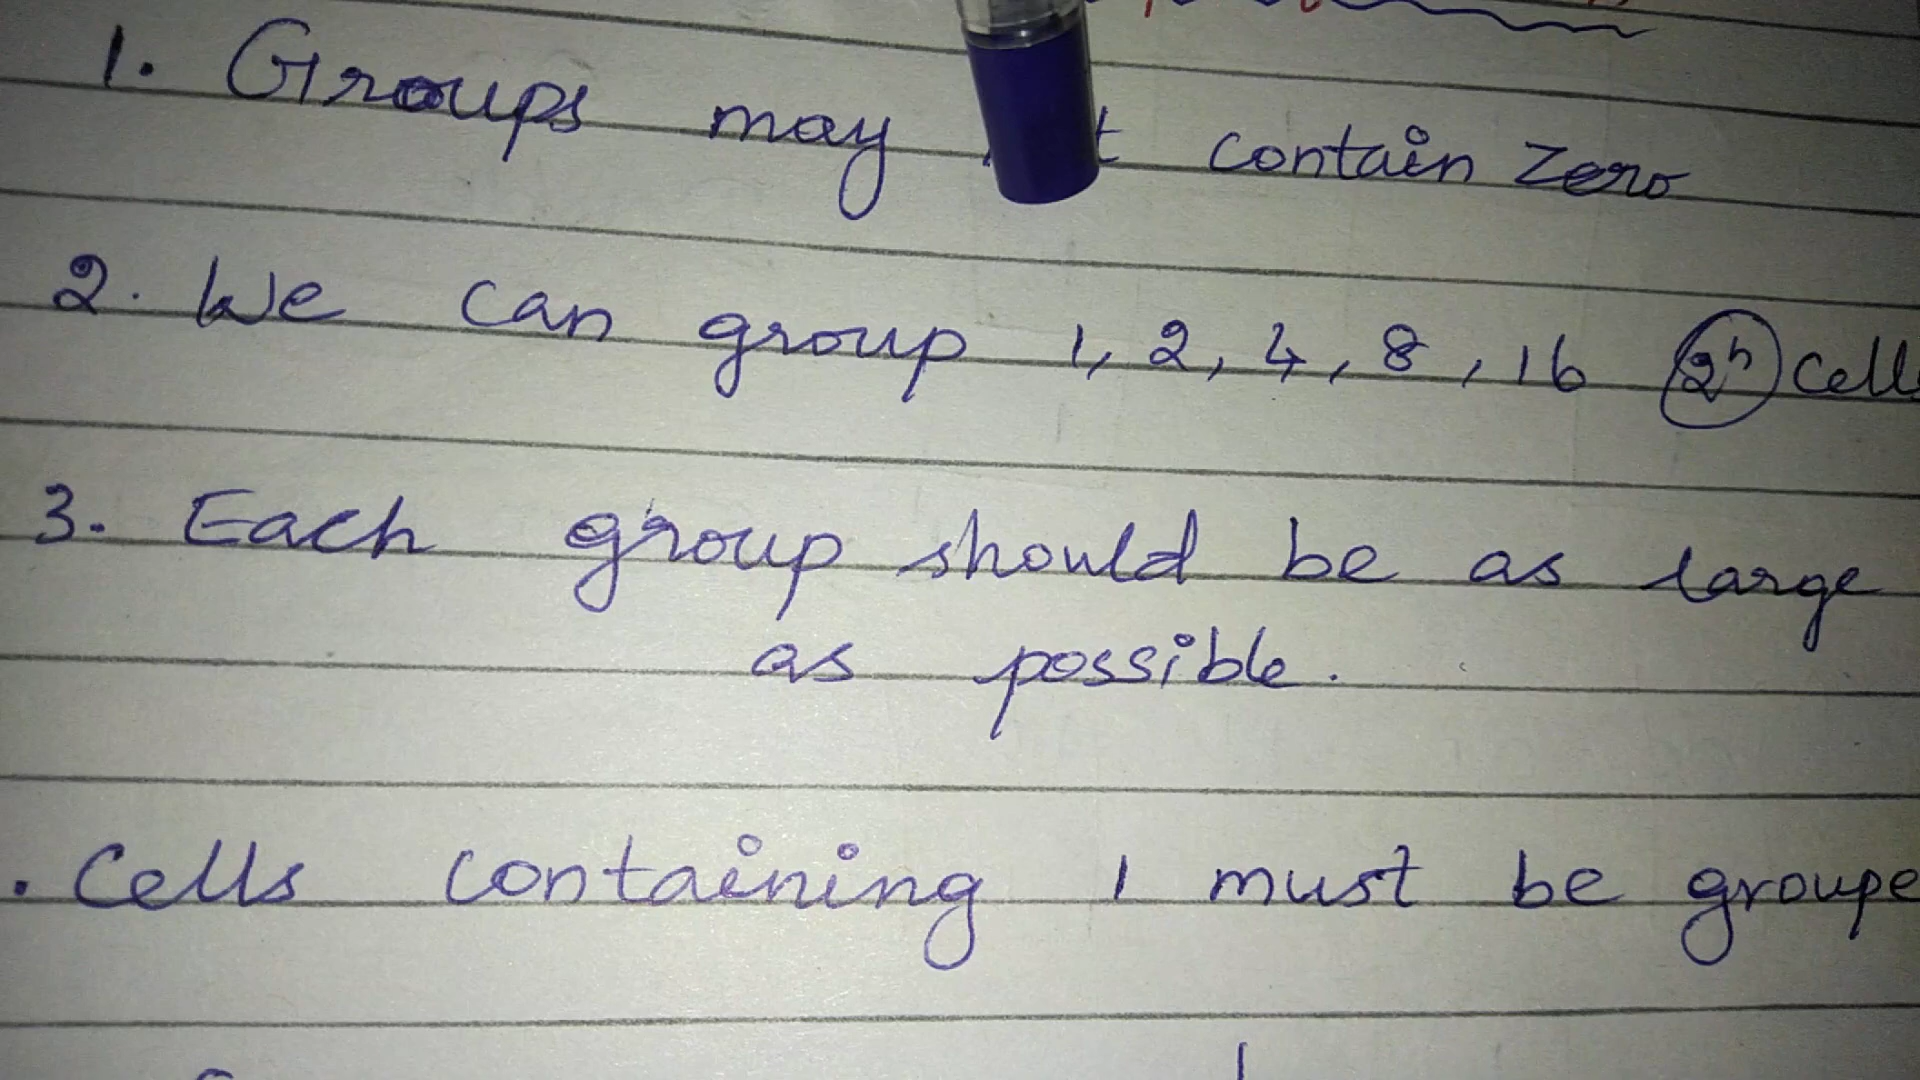 1. Groups may contain zero
2. We can group 1, 2, 4, 8, 16 2ⁿ cell
3. Each group should be as large
as possible.
. Cells containing 1 must be groupe